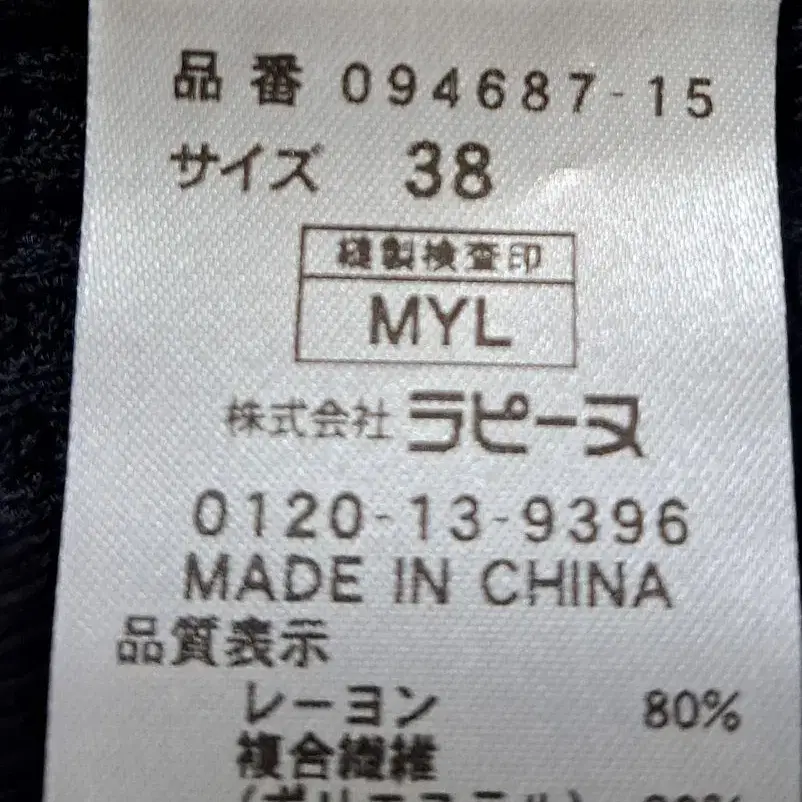 品番 094687-15
サイズ 38
縫製検査印
MYL
株式会社 ラピーヌ
0120-13-9396
MADE IN CHINA
品質表示
レーヨン 80%
複合繊維